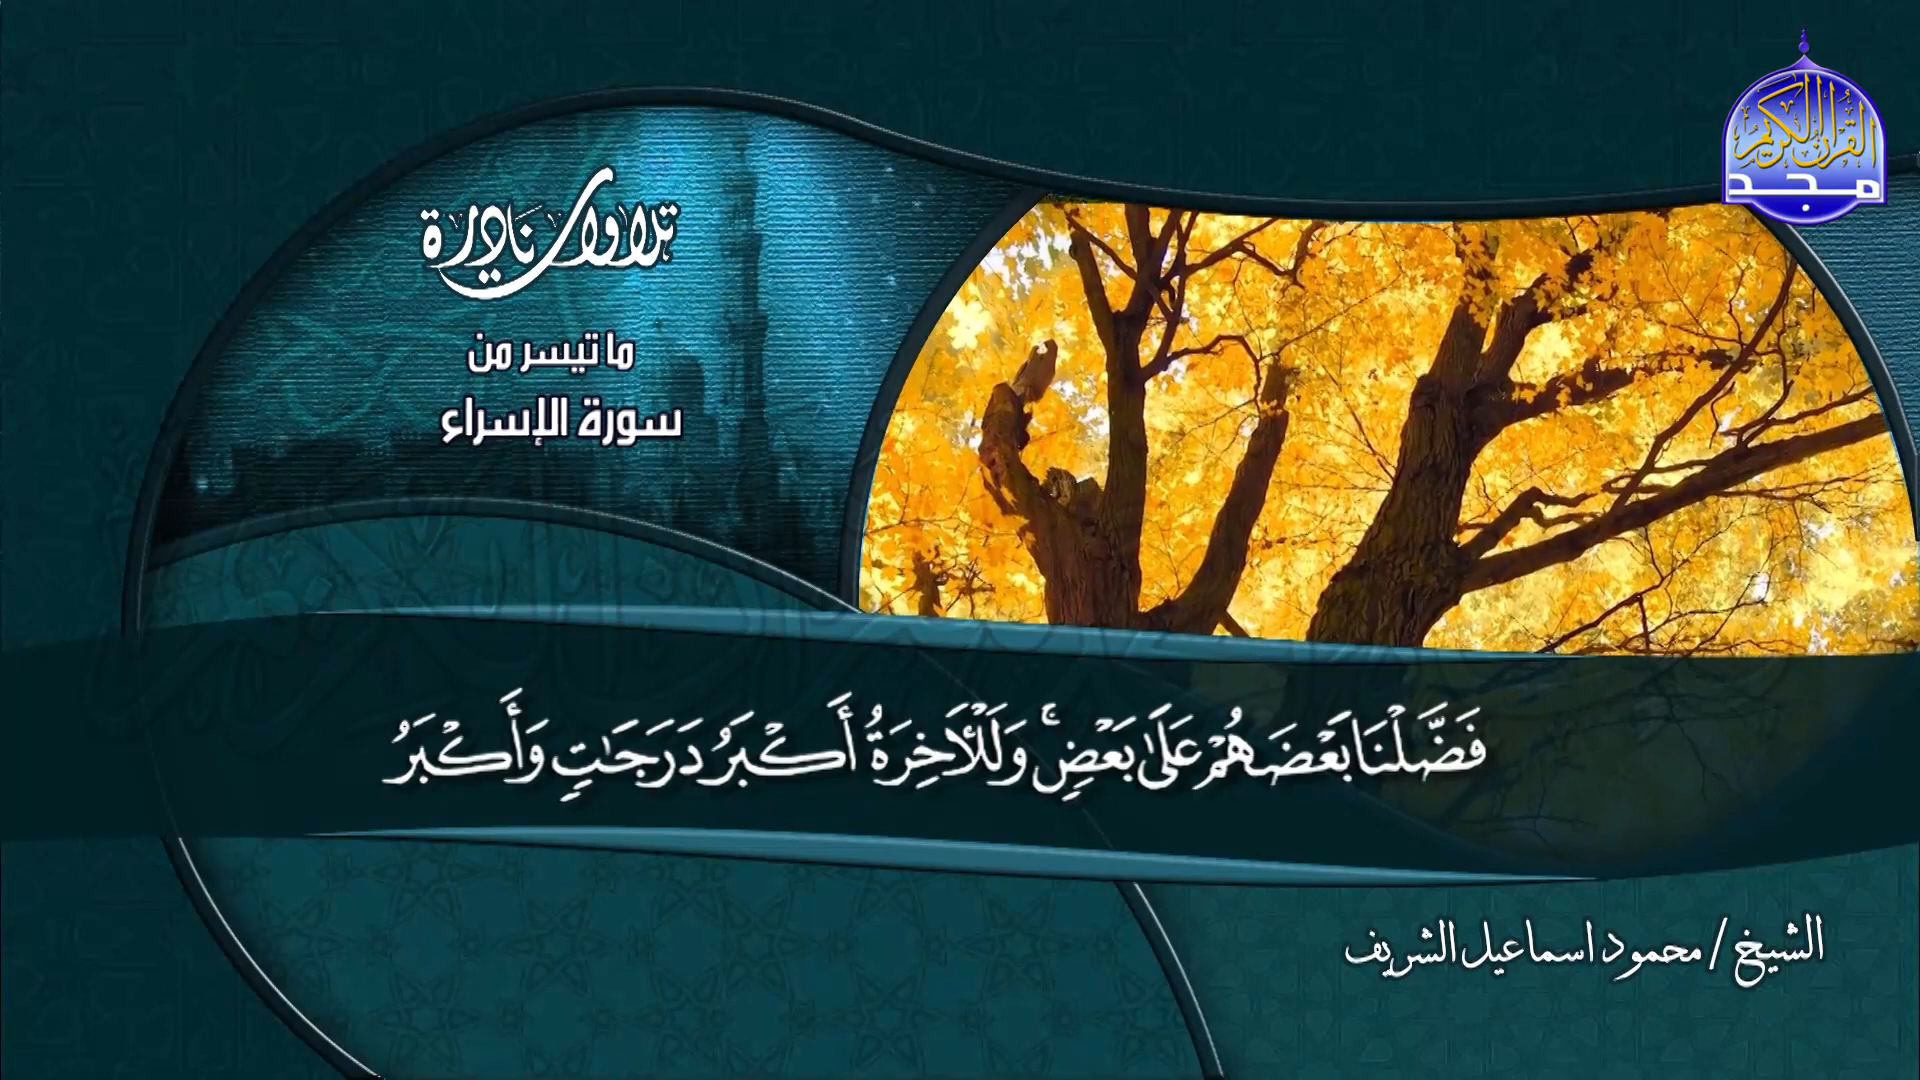 القرآن الكريم
مجد
تلاوات نادرة
ما تيسر من
سورة الإسراء
فَضَّلْنَا بَعْضَهُمْ عَلَىٰ بَعْضٍۢ ۚ وَلَلْـَٔاخِرَةُ أَكْبَرُ دَرَجَٰتٍۢ وَأَكْبَرُ
الشيخ / محمود اسماعيل الشريف